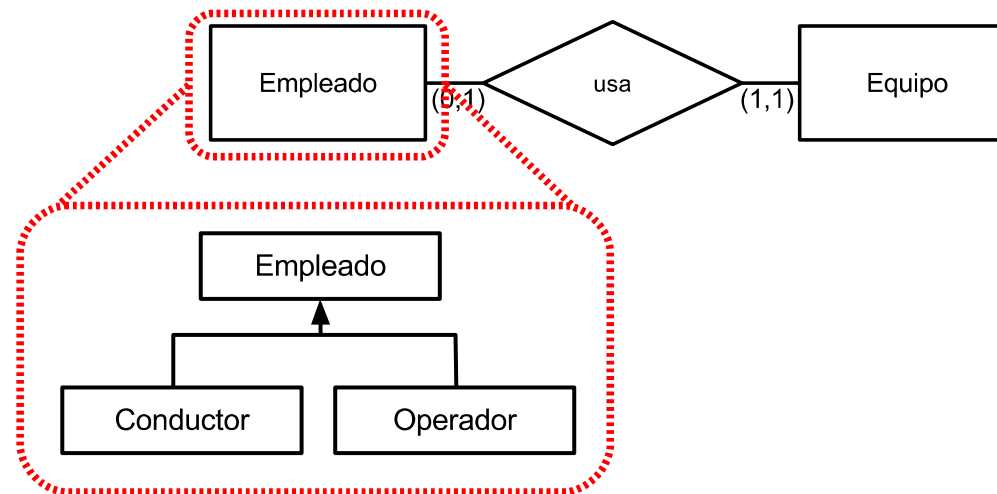 Empleado
(0,1)
usa
(1,1)
Equipo
Empleado
Conductor
Operador